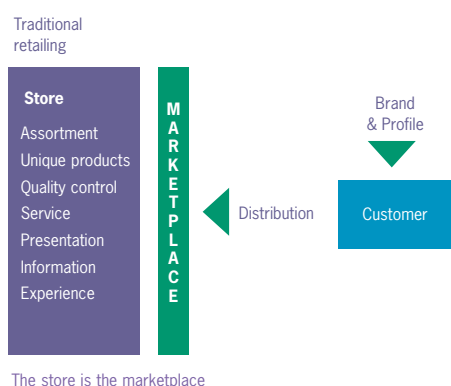 Traditional
retailing
Store
Assortment
Unique products
Quality control
Service
Presentation
Information
Experience
MARKETPLACE
Distribution
Brand
& Profile
Customer
The store is the marketplace